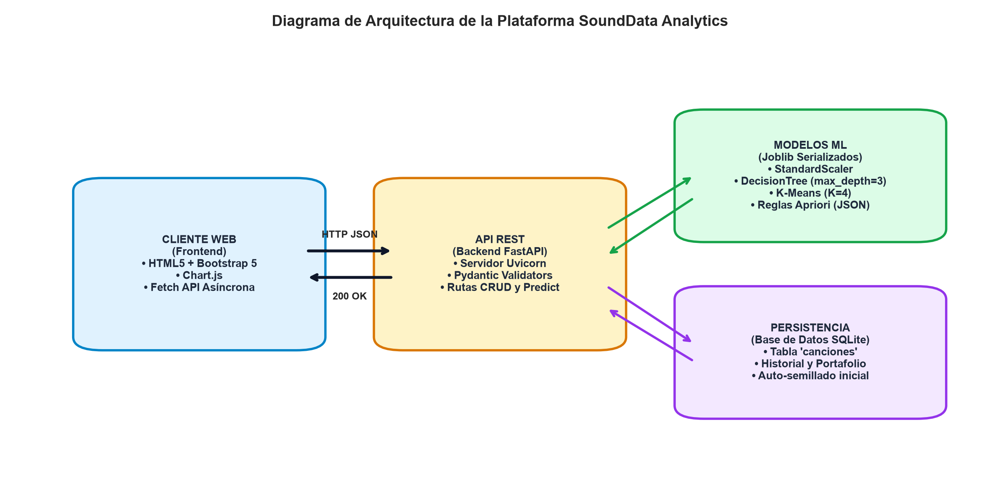 Diagrama de Arquitectura de la Plataforma SoundData Analytics
CLIENTE WEB
(Frontend)
• HTML5 + Bootstrap 5
• Chart.js
• Fetch API Asíncrona
HTTP JSON
200 OK
API REST
(Backend FastAPI)
• Servidor Uvicorn
• Pydantic Validators
• Rutas CRUD y Predict
MODELOS ML
(Joblib Serializados)
• StandardScaler
• DecisionTree (max_depth=3)
• K-Means (K=4)
• Reglas Apriori (JSON)
PERSISTENCIA
(Base de Datos SQLite)
• Tabla 'canciones'
• Historial y Portafolio
• Auto-semillado inicial